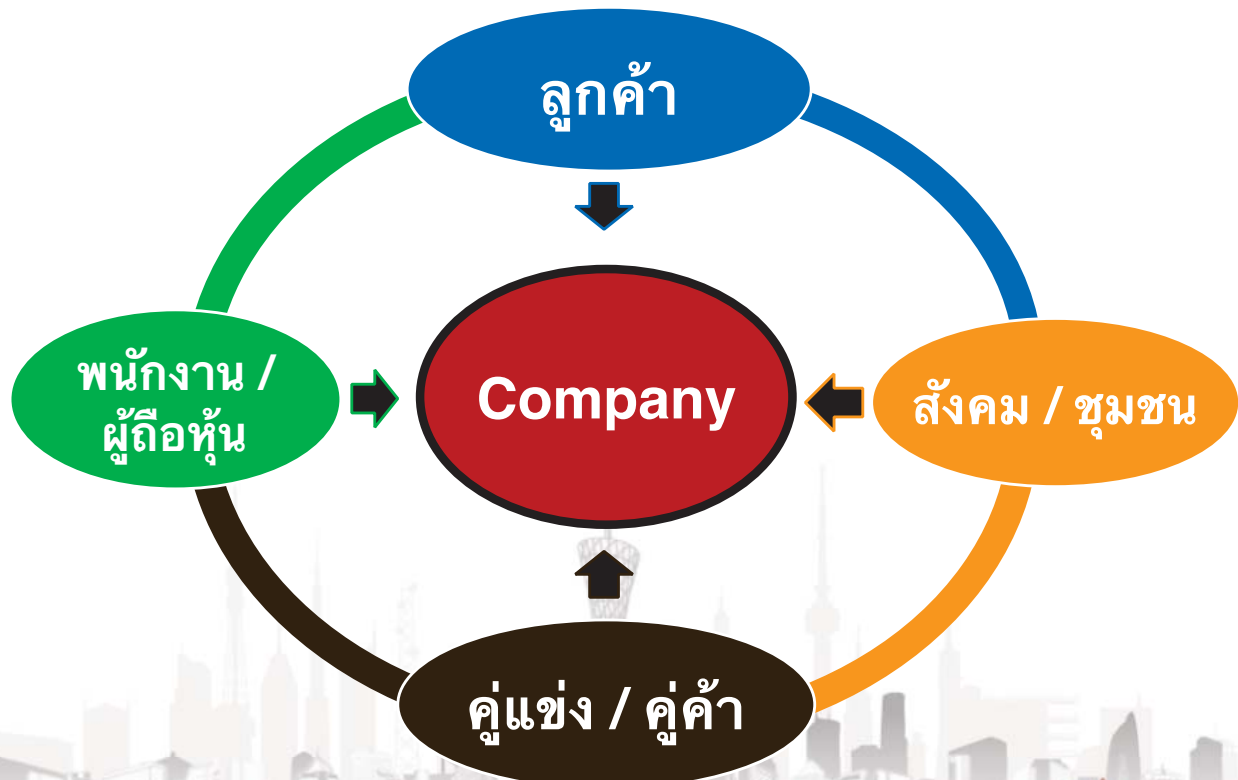 ลูกค้า
พนักงาน /
ผู้ถือหุ้น
Company
สังคม / ชุมชน
คู่แข่ง / คู่ค้า